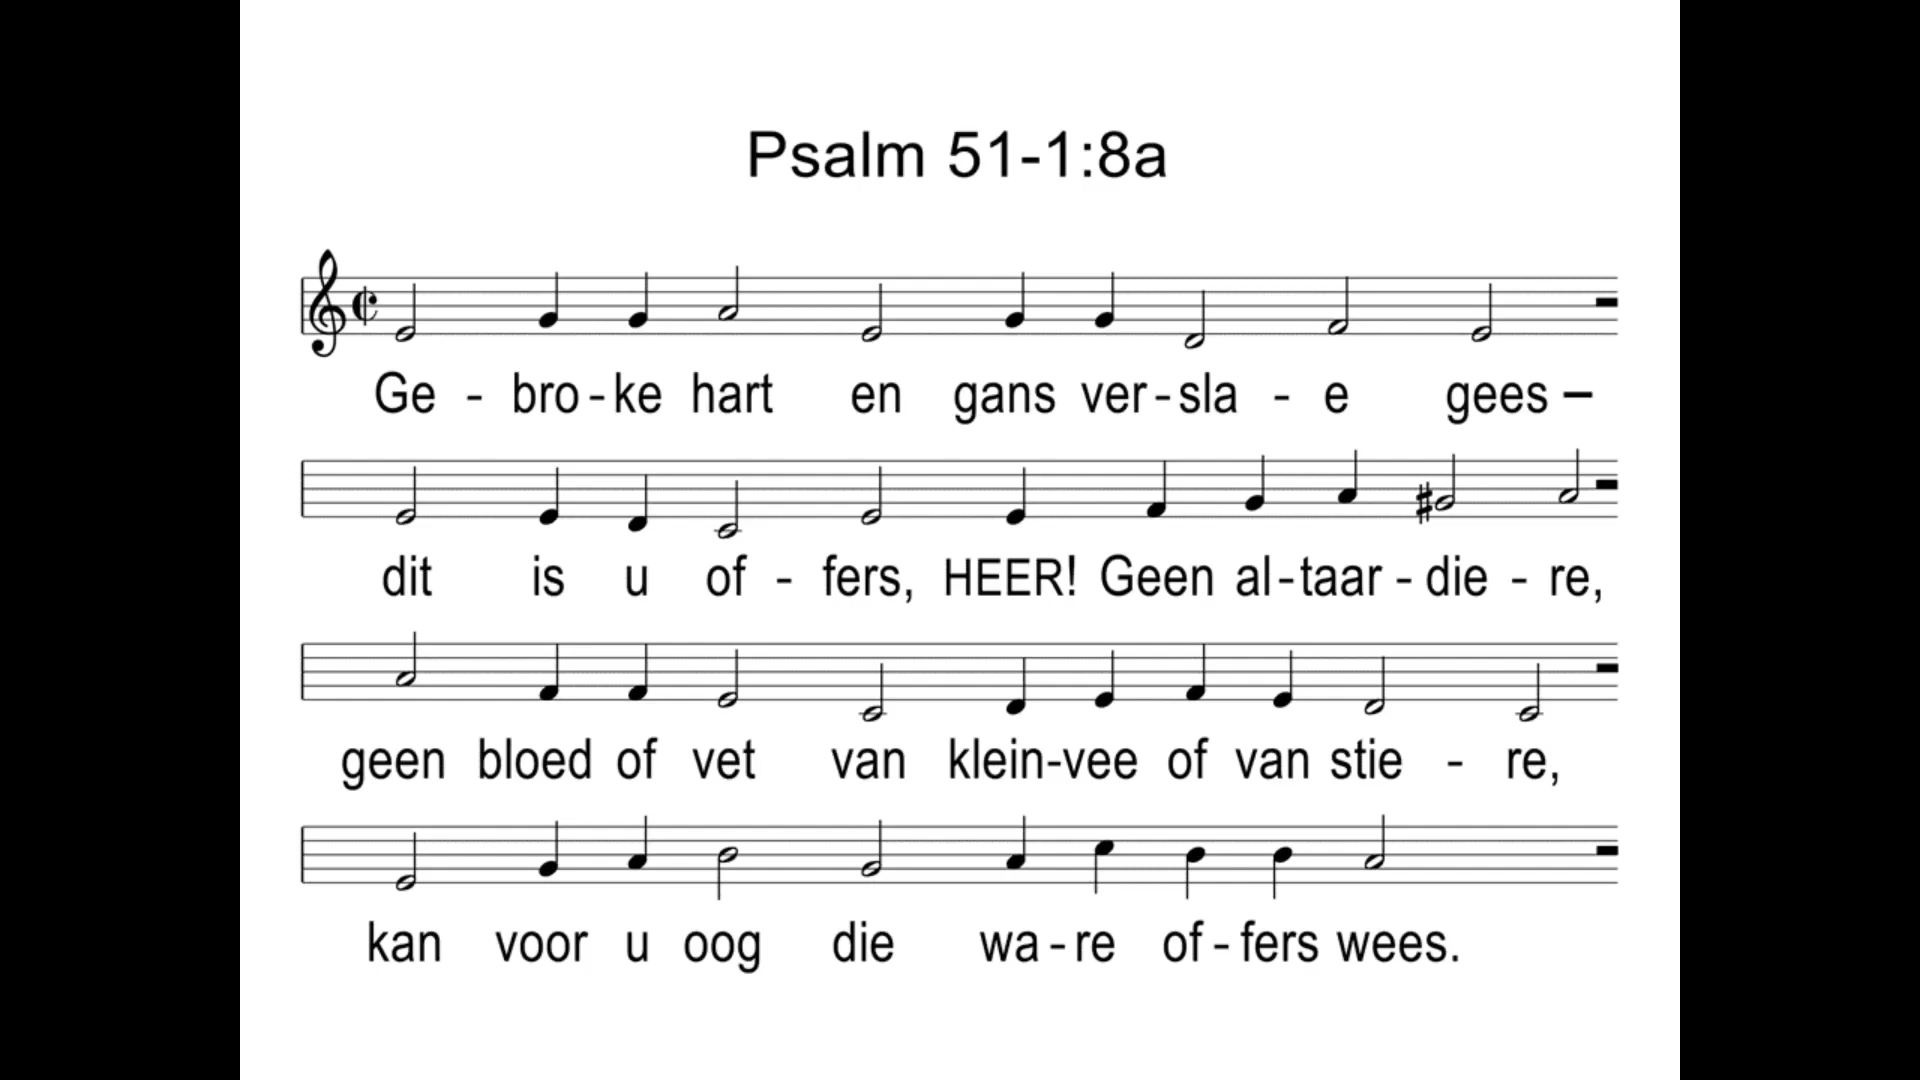 Psalm 51-1:8a
Ge - bro - ke hart en gans ver - sla - e gees –
dit is u of - fers, HEER! Geen al - taar - die - re,
geen bloed of vet van klein-vee of van stie - re,
kan voor u oog die wa - re of - fers wees.